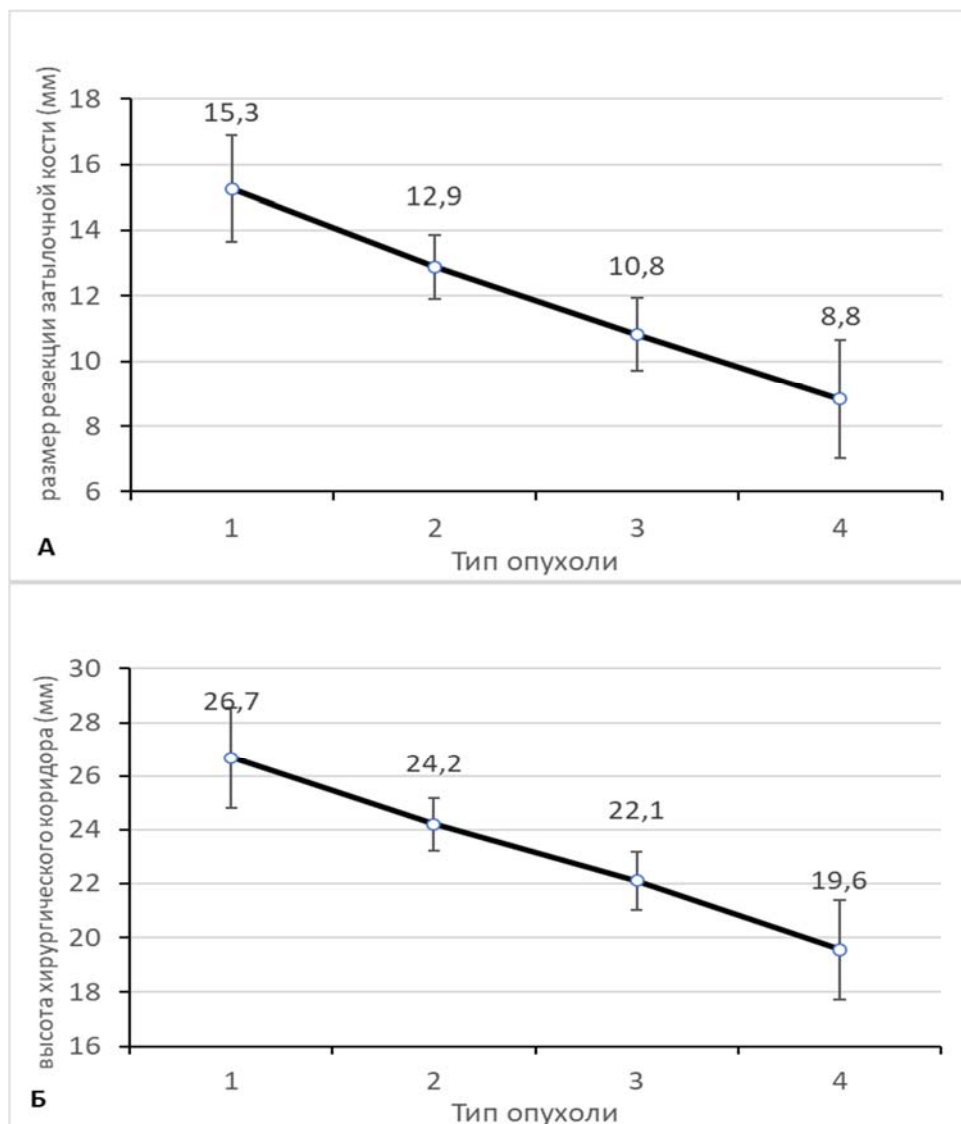 размер резекции затылочной кости (мм)
18
16
14
12
10
8
6
15,3
12,9
10,8
8,8
1 2 3 4
Тип опухоли
А
высота хирургического коридора (мм)
30
28
26
24
22
20
18
16
26,7
24,2
22,1
19,6
1 2 3 4
Тип опухоли
Б